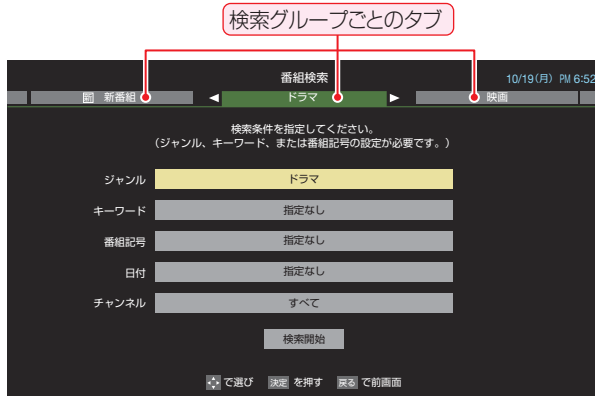 検索グループごとのタブ
番組検索 10/19(月) PM 6:52
新番組 ◀ ドラマ ▶ 映画
検索条件を指定してください。
(ジャンル、キーワード、または番組記号の設定が必要です。)
ジャンル ドラマ
キーワード 指定なし
番組記号 指定なし
日付 指定なし
チャンネル すべて
検索開始
で選び 決定 を押す 戻る で前画面